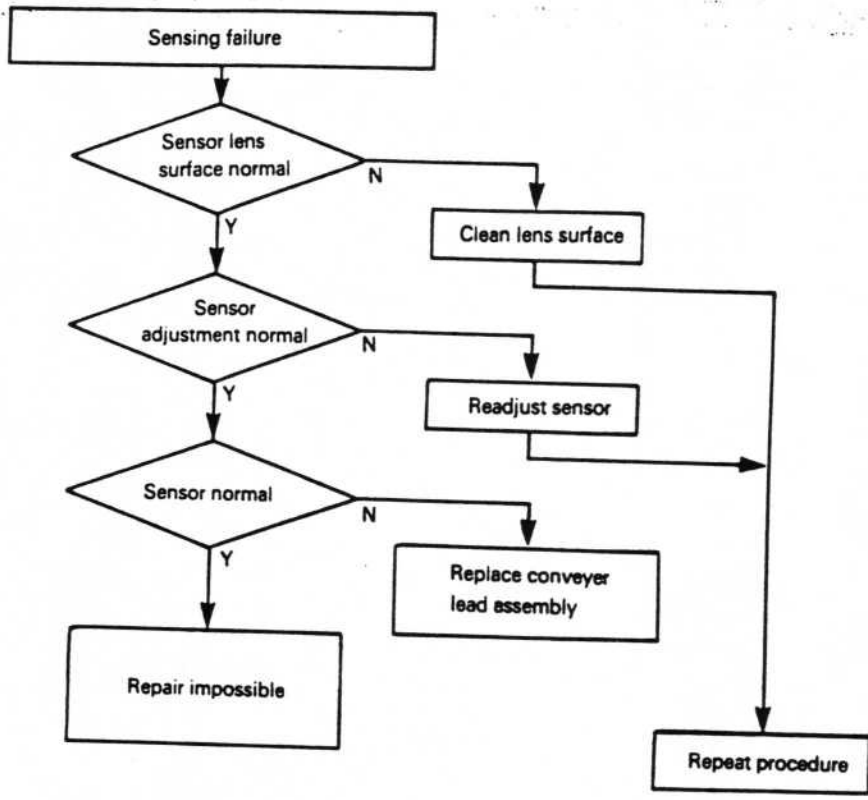 Sensing failure
Sensor lens
surface normal
N
Y
Clean lens surface
Sensor
adjustment normal
N
Y
Readjust sensor
Sensor normal
N
Y
Replace conveyer
lead assembly
Repair impossible
Repeat procedure